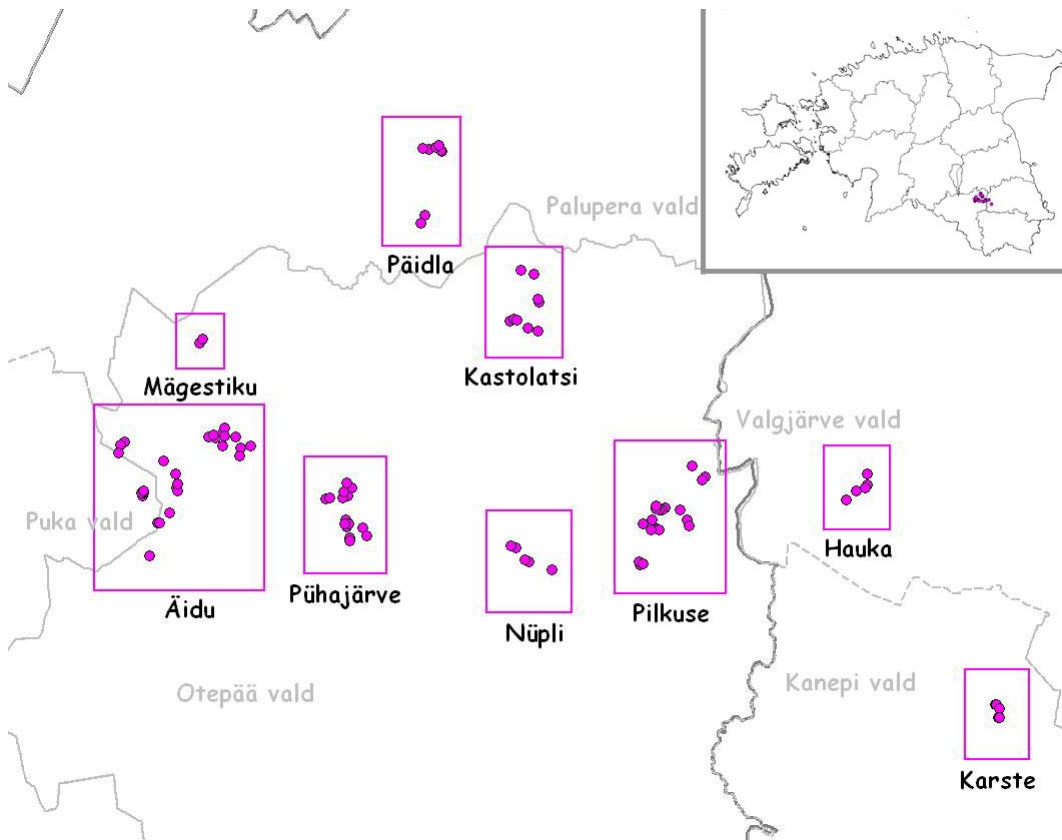 Palupera vald
Päidla
Kastolatsi
Mägestiku
Valgjärve vald
Puka vald
Hauka
Pühajärve
Äidu
Pilkuse
Nüpli
Kanepi vald
Otepää vald
Karste